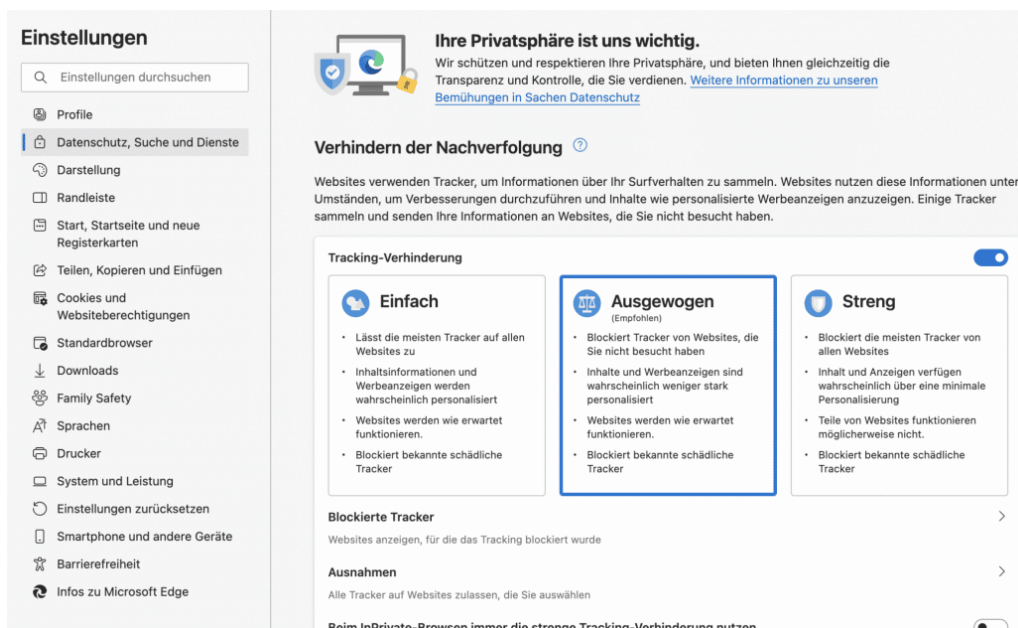 Einstellungen
Einstellungen durchsuchen
Profile
Datenschutz, Suche und Dienste
Darstellung
Randleiste
Start, Startseite und neue
Registerkarten
Teilen, Kopieren und Einfügen
Cookies und
Websiteberechtigungen
Standardbrowser
Downloads
Family Safety
Sprachen
Drucker
System und Leistung
Einstellungen zurücksetzen
Smartphone und andere Geräte
Barrierefreiheit
Infos zu Microsoft Edge
Ihre Privatsphäre ist uns wichtig.
Wir schützen und respektieren Ihre Privatsphäre, und bieten Ihnen gleichzeitig die
Transparenz und Kontrolle, die Sie verdienen. Weitere Informationen zu unseren
Bemühungen in Sachen Datenschutz
Verhindern der Nachverfolgung
Websites verwenden Tracker, um Informationen über Ihr Surfverhalten zu sammeln. Websites nutzen diese Informationen unter
Umständen, um Verbesserungen durchzuführen und Inhalte wie personalisierte Werbeanzeigen anzuzeigen. Einige Tracker
sammeln und senden Ihre Informationen an Websites, die Sie nicht besucht haben.
Tracking-Verhinderung
Einfach
• Lässt die meisten Tracker auf allen
Websites zu
• Inhaltsinformationen und
Werbeanzeigen werden
wahrscheinlich personalisiert
• Websites werden wie erwartet
funktionieren.
• Blockiert bekannte schädliche
Tracker
Ausgewogen
(Empfohlen)
• Blockiert Tracker von Websites, die
Sie nicht besucht haben
• Inhalte und Werbeanzeigen sind
wahrscheinlich weniger stark
personalisiert
• Websites werden wie erwartet
funktionieren.
• Blockiert bekannte schädliche
Tracker
Streng
• Blockiert die meisten Tracker von
allen Websites
• Inhalt und Anzeigen verfügen
wahrscheinlich über eine minimale
Personalisierung
• Teile von Websites funktionieren
möglicherweise nicht.
• Blockiert bekannte schädliche
Tracker
Blockierte Tracker
Websites anzeigen, für die das Tracking blockiert wurde
Ausnahmen
Alle Tracker auf Websites zulassen, die Sie auswählen
Beim InPrivate-Browsen immer die strenge Tracking-Verhinderung nutzen